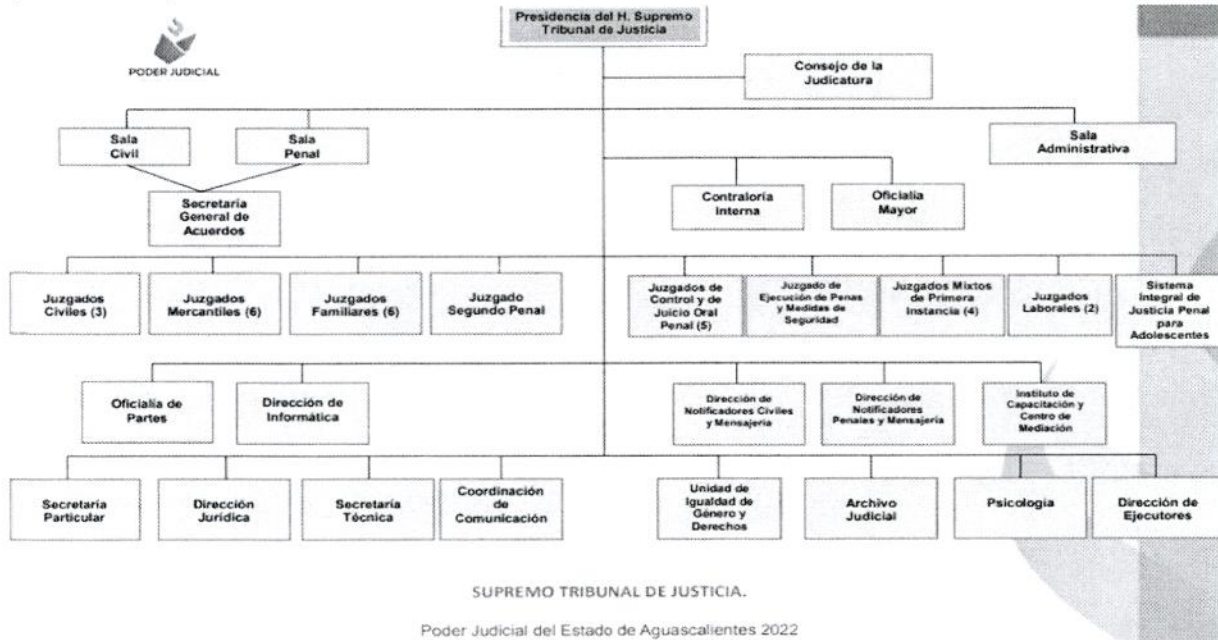 Presidencia del H. Supremo
Tribunal de Justicia
PODER JUDICIAL
Consejo de la
Judicatura
Sala
Civil
Sala
Penal
Sala
Administrativa
Secretaría
General de
Acuerdos
Contraloría
Interna
Oficialía
Mayor
Juzgados
Civiles (3)
Juzgados
Mercantiles (6)
Juzgados
Familiares (6)
Juzgado
Segundo Penal
Juzgados de
Control y de
Juicio Oral
Penal (5)
Juzgado de
Ejecución de Penas
y Medidas de
Seguridad
Juzgados Mixtos
de Primera
Instancia (4)
Juzgados
Laborales (2)
Sistema
Integral de
Justicia Penal
para
Adolescentes
Oficialía de
Partes
Dirección de
Informática
Dirección de
Notificadores Civiles
y Mensajería
Dirección de
Notificadores
Penales y Mensajería
Instituto de
Capacitación y
Centro de
Mediación
Secretaría
Particular
Dirección
Jurídica
Secretaría
Técnica
Coordinación
de
Comunicación
Unidad de
Igualdad de
Género y
Derechos
Archivo
Judicial
Psicología
Dirección de
Ejecutores
SUPREMO TRIBUNAL DE JUSTICIA.
Poder Judicial del Estado de Aguascalientes 2022